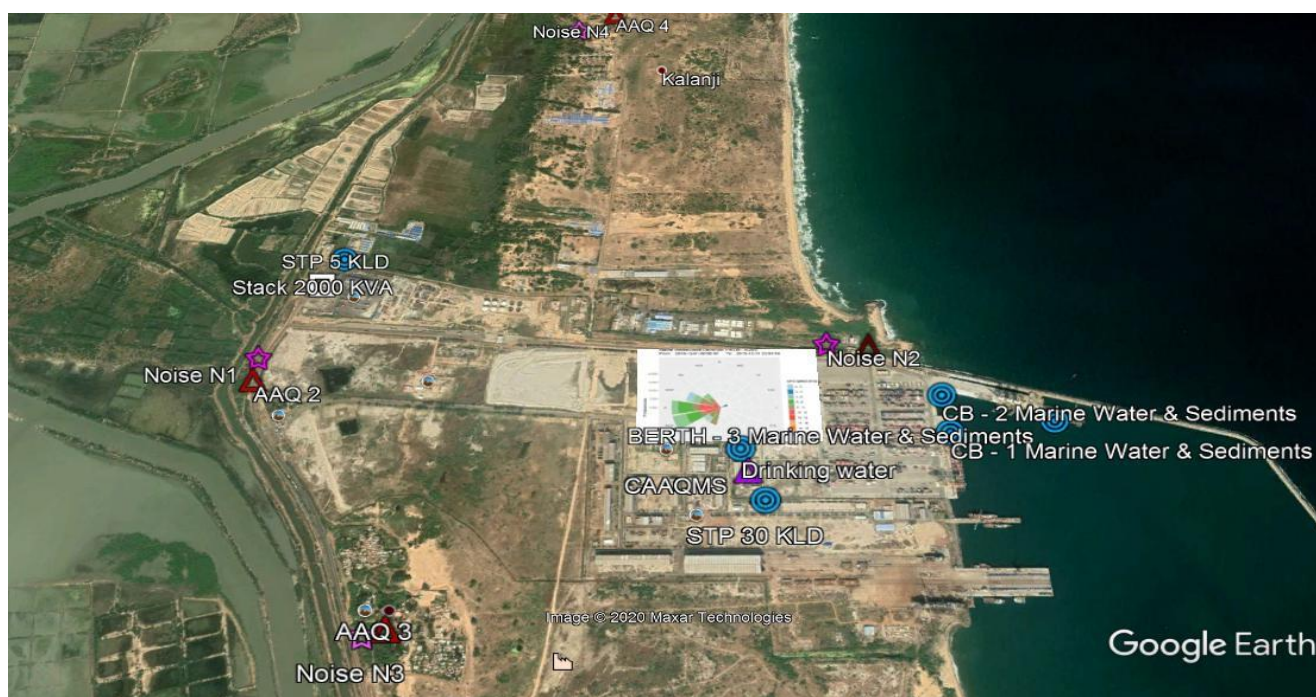 Noise N4
AAQ 4
Kalanji
STP 5 KLD
Stack 2000 KVA
Noise N1
AAQ 2
Noise N2
CB - 2 Marine Water & Sediments
BERTH - 3 Marine Water & Sediments
CB - 1 Marine Water & Sediments
Drinking water
CAAQMS
STP 30 KLD
Image © 2020 Maxar Technologies
AAQ 3
Noise N3
Google Earth